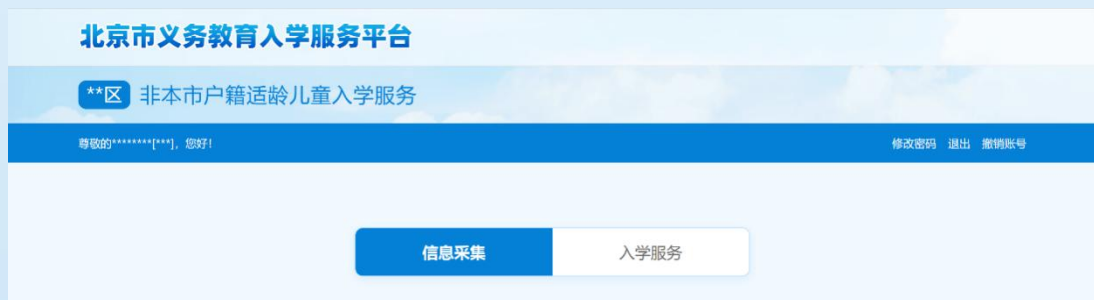 北京市义务教育入学服务平台
**区 非本市户籍适龄儿童入学服务
尊敬的********[***]，您好！ 修改密码 退出 撤销账号
信息采集 入学服务